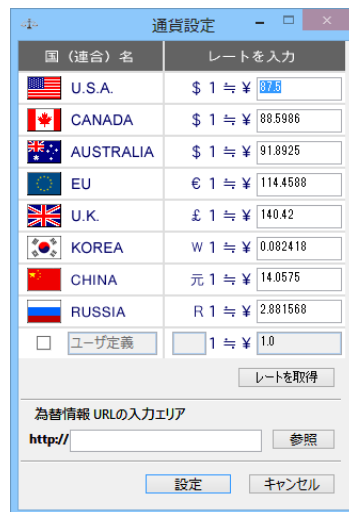 通貨設定
国（連合）名 レートを入力
U.S.A. $ 1 ≒ ¥ 87.5
CANADA $ 1 ≒ ¥ 88.5986
AUSTRALIA $ 1 ≒ ¥ 91.8925
EU € 1 ≒ ¥ 114.4588
U.K. £ 1 ≒ ¥ 140.42
KOREA W 1 ≒ ¥ 0.082418
CHINA 元 1 ≒ ¥ 14.0575
RUSSIA R 1 ≒ ¥ 2.881568
ユーザ定義 1 ≒ ¥ 1.0
レートを取得
為替情報 URLの入力エリア
http:// 参照
設定 キャンセル